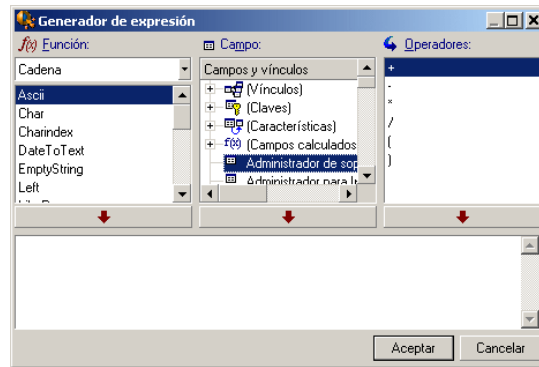 Generador de expresión
f(x) Función:
Campo:
Operadores:
Cadena
Ascii
Char
Charindex
DateToText
EmptyString
Left
Campos y vínculos
(Vínculos)
(Claves)
(Características)
f(x) (Campos calculados
Administrador de sop
Administrador para
+
-
*
/
(
)
Aceptar
Cancelar